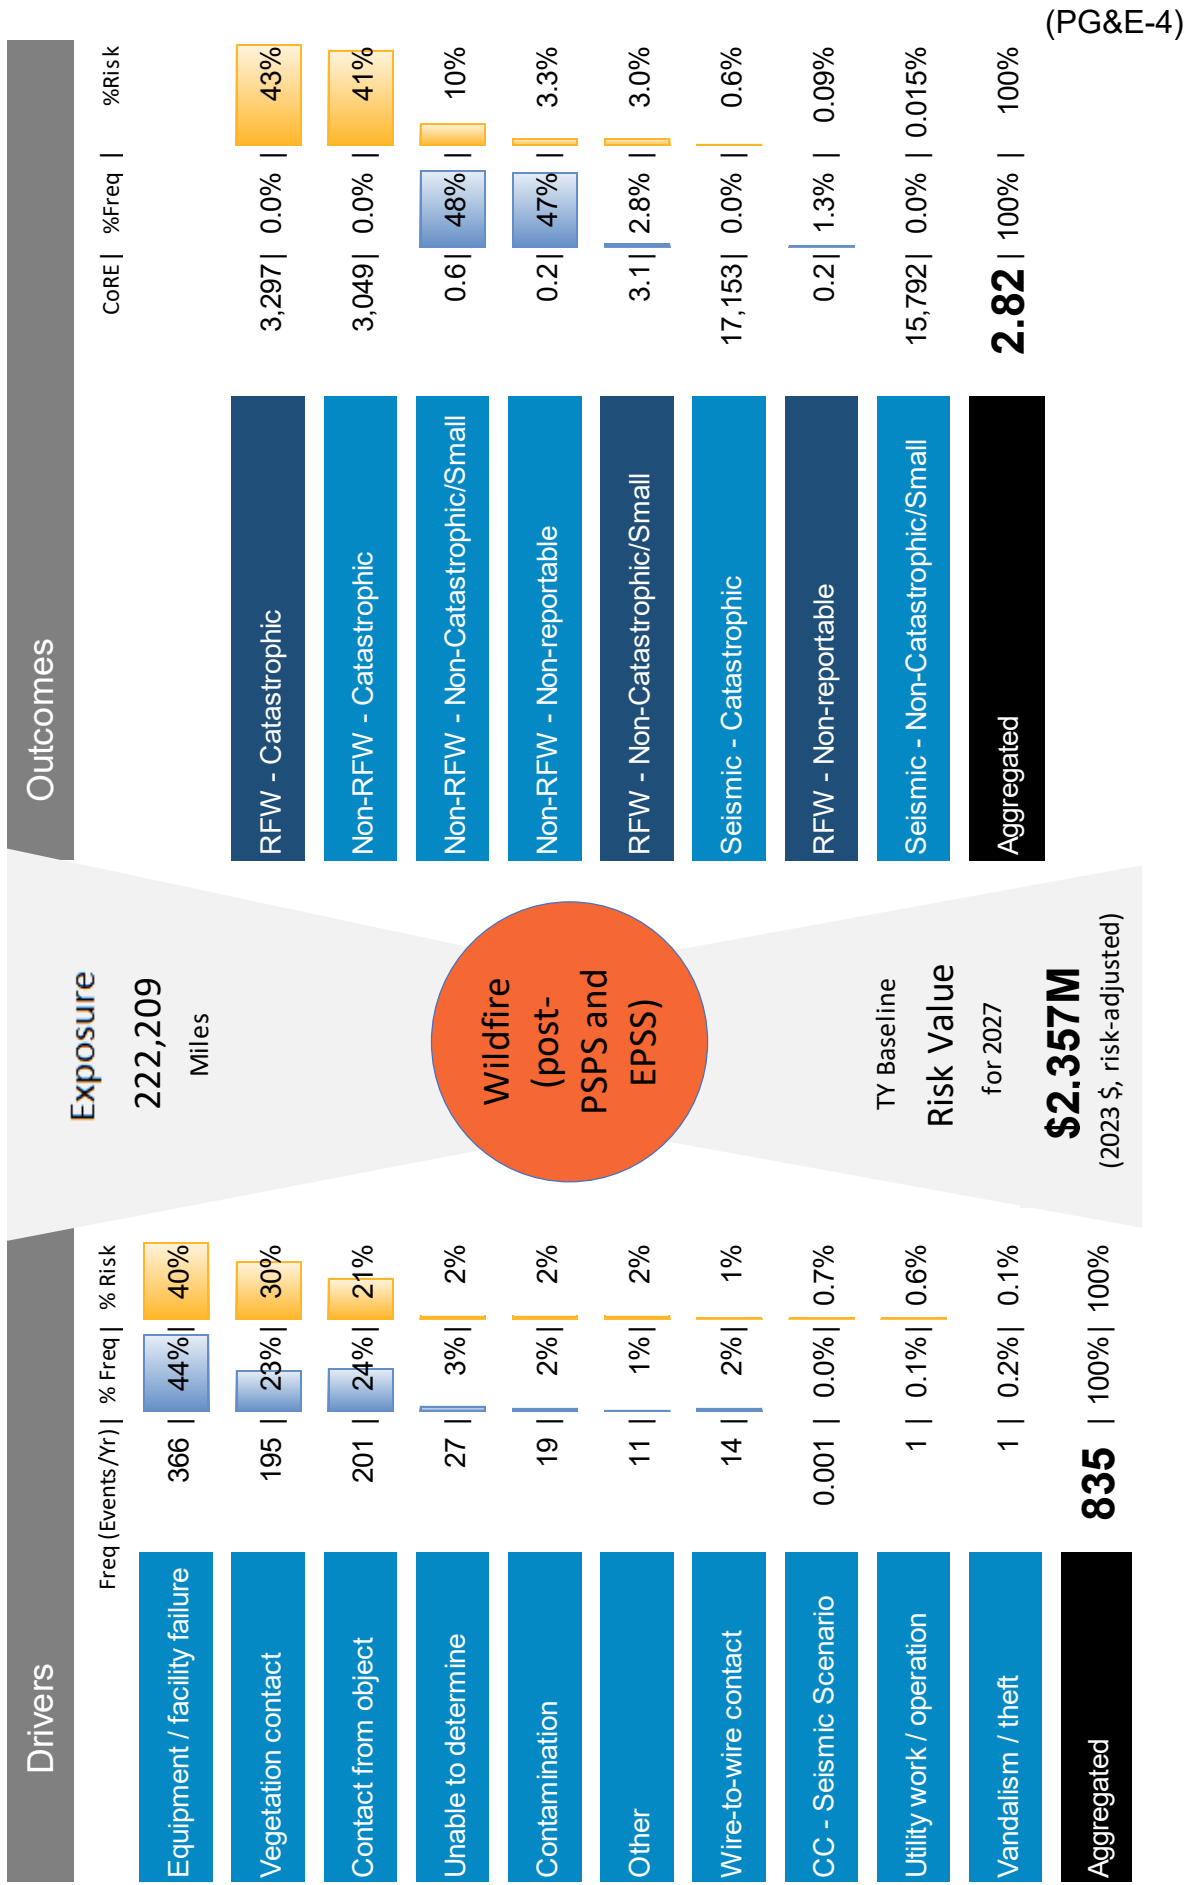 (PG&E-4)
Drivers
Exposure
Outcomes
222,209
Miles
Freq (Events/Yr) | % Freq | % Risk
Equipment / facility failure 366 | 44% | 40%
Vegetation contact 195 | 23% | 30%
Contact from object 201 | 24% | 21%
Unable to determine 27 | 3% | 2%
Contamination 19 | 2% | 2%
Other 11 | 1% | 2%
Wire-to-wire contact 14 | 2% | 1%
CC - Seismic Scenario 0.001 | 0.0% | 0.7%
Utility work / operation 1 | 0.1% | 0.6%
Vandalism / theft 1 | 0.2% | 0.1%
Aggregated 835 | 100% | 100%
Wildfire
(post-
PSPS and
EPSS)
TY Baseline
Risk Value
for 2027
$2.357M
(2023 $, risk-adjusted)
CoRE | %Freq | %Risk
RFW - Catastrophic 3,297 | 0.0% | 43%
Non-RFW - Catastrophic 3,049 | 0.0% | 41%
Non-RFW - Non-Catastrophic/Small 0.6 | 48% | 10%
Non-RFW - Non-reportable 0.2 | 47% | 3.3%
RFW - Non-Catastrophic/Small 3.1 | 2.8% | 3.0%
Seismic - Catastrophic 17,153 | 0.0% | 0.6%
RFW - Non-reportable 0.2 | 1.3% | 0.09%
Seismic - Non-Catastrophic/Small 15,792 | 0.0% | 0.015%
Aggregated 2.82 | 100% | 100%